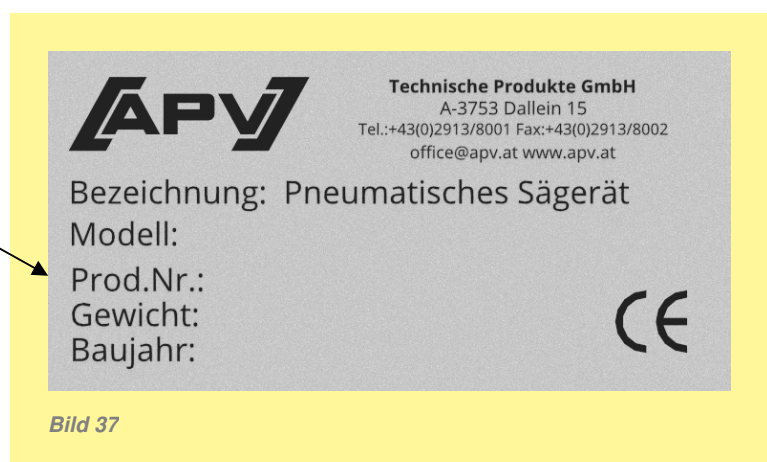 APV
Technische Produkte GmbH
A-3753 Dallein 15
Tel.:+43(0)2913/8001 Fax:+43(0)2913/8002
office@apv.at www.apv.at
Bezeichnung: Pneumatisches Sägerät
Modell:
Prod.Nr.:
Gewicht:
Baujahr:
CE
Bild 37